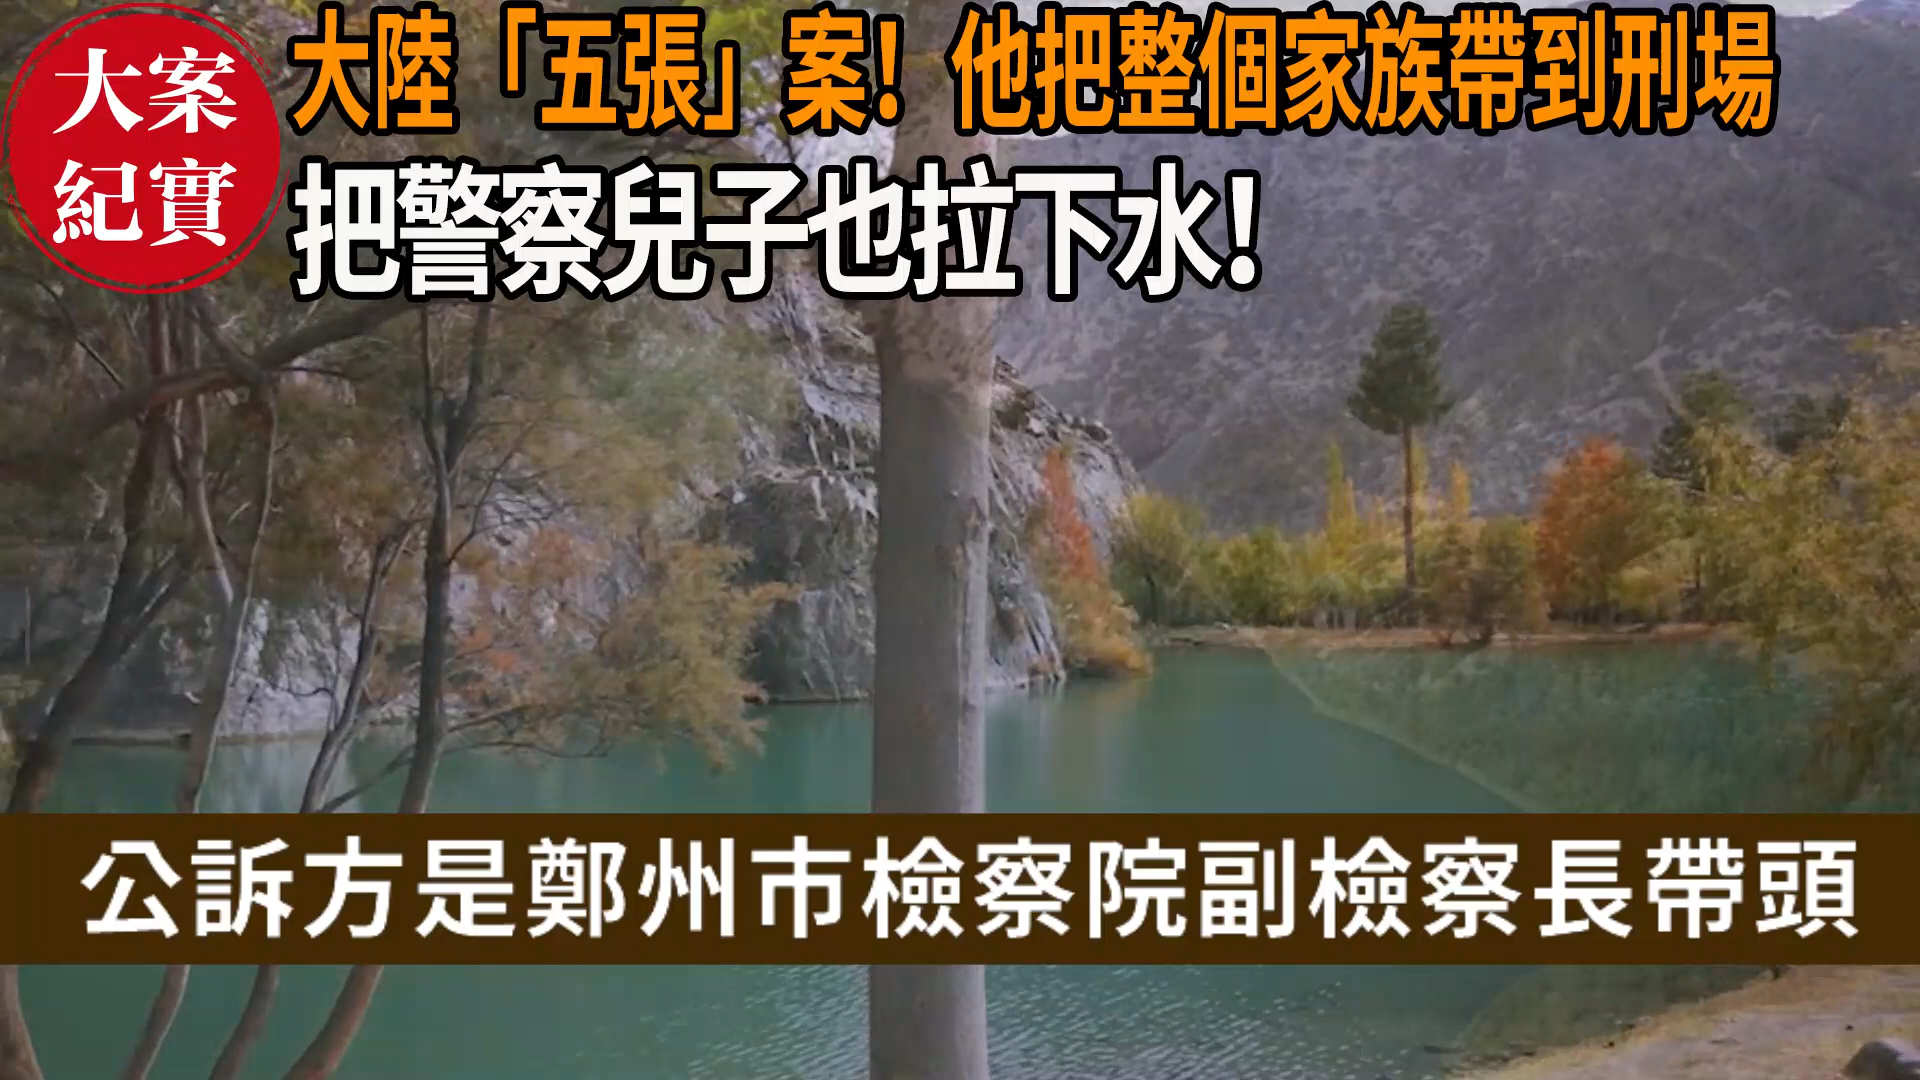 大案
紀實
大陸「五張」案！他把整個家族帶到刑場
把警察兒子也拉下水！
公訴方是鄭州市檢察院副檢察長帶頭